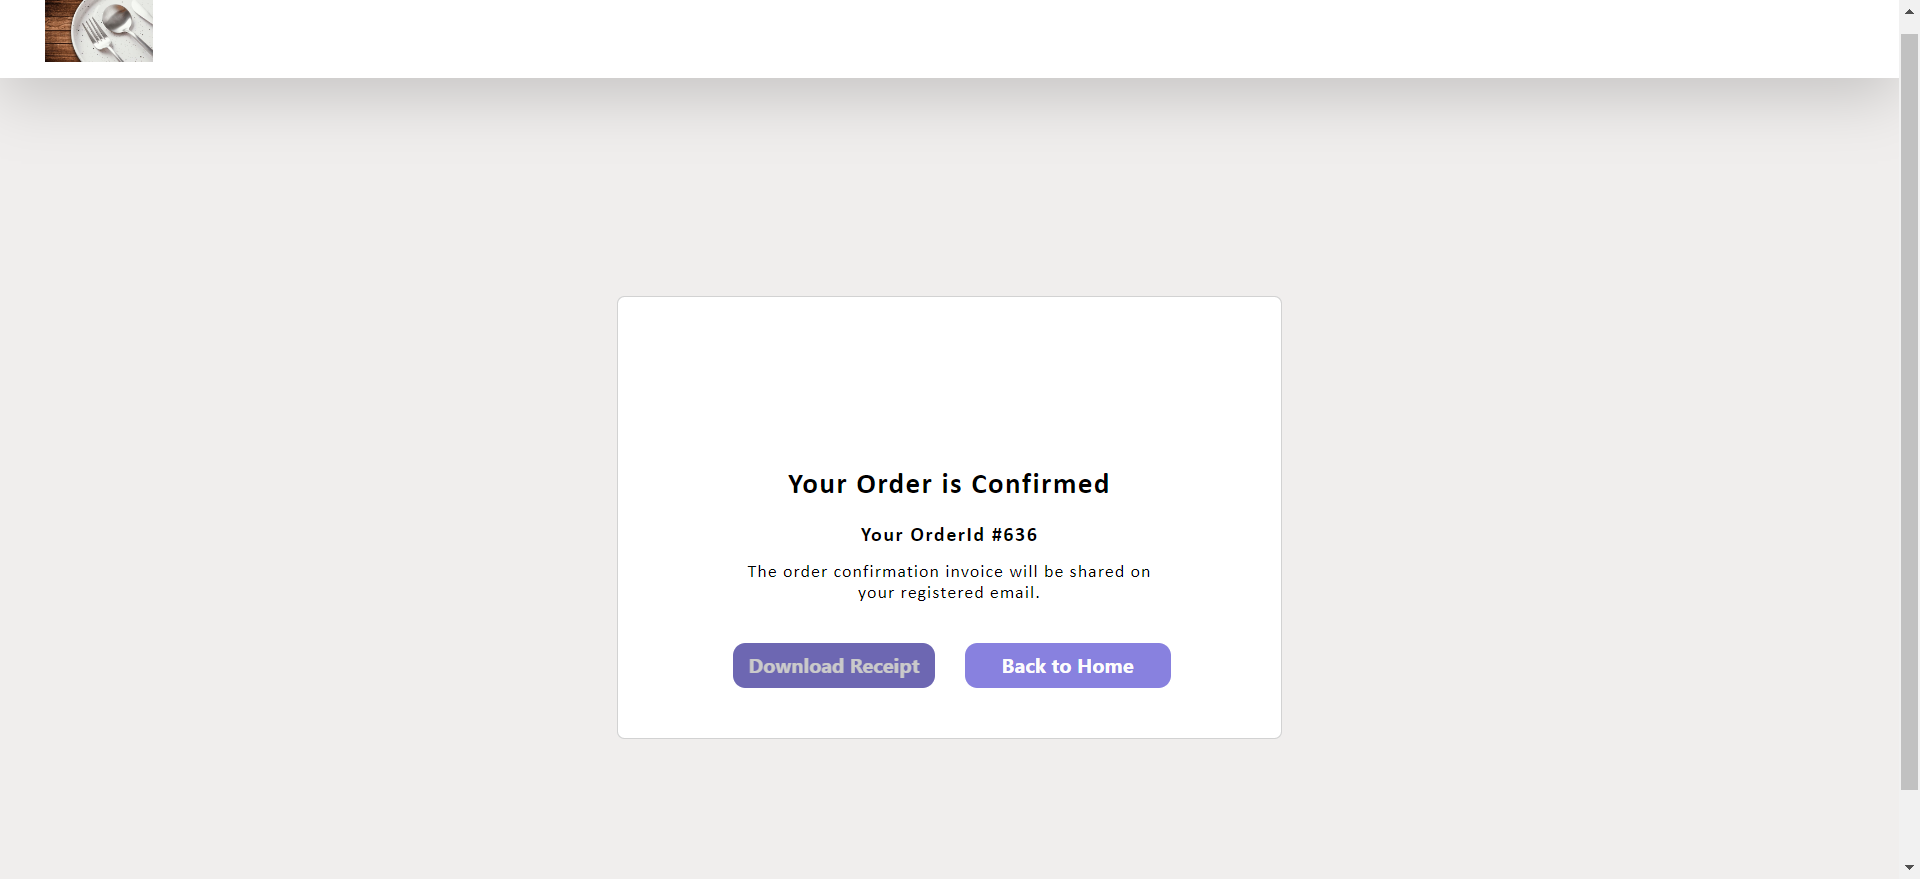 Your Order is Confirmed
Your OrderId #636
The order confirmation invoice will be shared on
your registered email.
Download Receipt
Back to Home